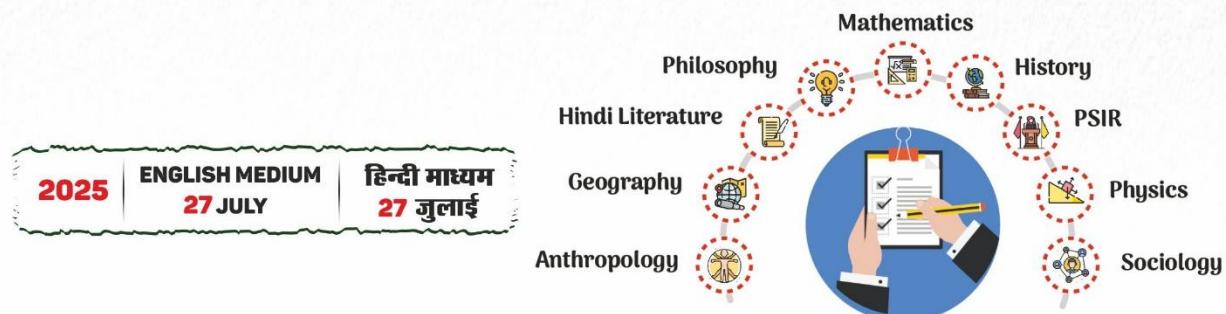 2025
ENGLISH MEDIUM
27 JULY
हिन्दी माध्यम
27 जुलाई
Mathematics
Philosophy
History
Hindi Literature
PSIR
Geography
Physics
Anthropology
Sociology